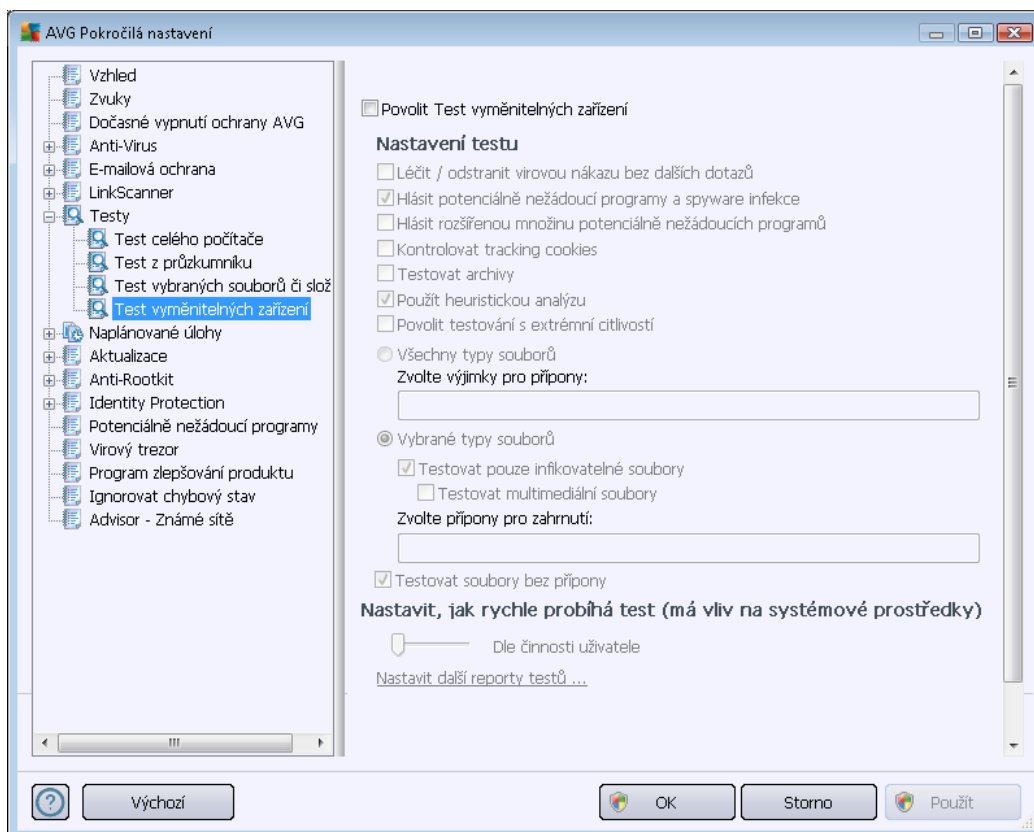 AVG Pokročilá nastavení
Vzhled
Zvuky
Dočasné vypnutí ochrany AVG
Anti-Virus
E-mailová ochrana
LinkScanner
Testy
Test celého počítače
Test z průzkumníku
Test vybraných souborů či slož
Test vyměnitelných zařízení
Naplánované úlohy
Aktualizace
Anti-Rootkit
Identity Protection
Potenciálně nežádoucí programy
Virový trezor
Program zlepšování produktu
Ignorovat chybový stav
Advisor - Známé sítě
Povolit Test vyměnitelných zařízení
Nastavení testu
Léčit / odstranit virovou nákazu bez dalších dotazů
Hlásit potenciálně nežádoucí programy a spyware infekce
Hlásit rozšířenou množinu potenciálně nežádoucích programů
Kontrolovat tracking cookies
Testovat archivy
Použít heuristickou analýzu
Povolit testování s extrémní citlivostí
Všechny typy souborů
Zvolte výjimky pro přípony:
Vybrané typy souborů
Testovat pouze infikovatelné soubory
Testovat multimediální soubory
Zvolte přípony pro zahrnutí:
Testovat soubory bez přípony
Nastavit, jak rychle probíhá test (má vliv na systémové prostředky)
Dle činnosti uživatele
Nastavit další reporty testů ...
Výchozí
OK
Storno
Použít